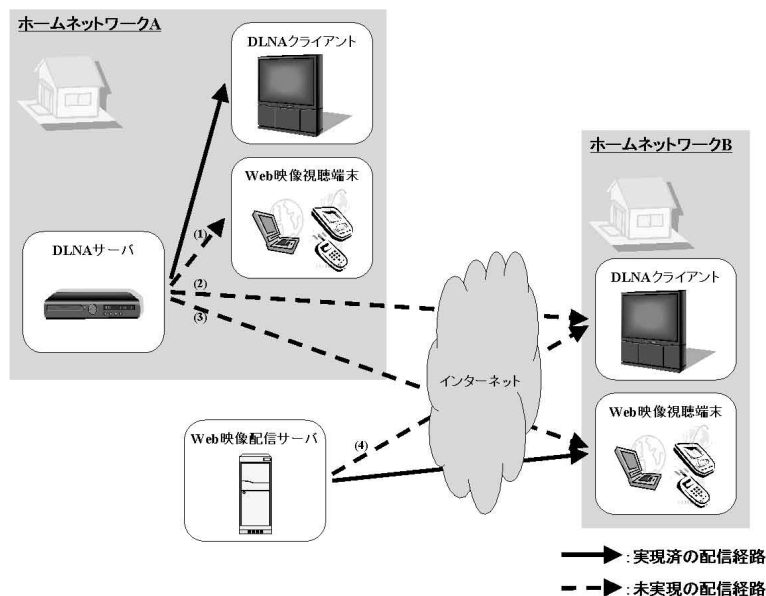 ホームネットワークA
DLNAクライアント
Web映像視聴端末
(1)
DLNAサーバ
(2)
(3)
ホームネットワークB
DLNAクライアント
インターネット
Web映像視聴端末
Web映像配信サーバ
(4)
:実現済の配信経路
:未実現の配信経路